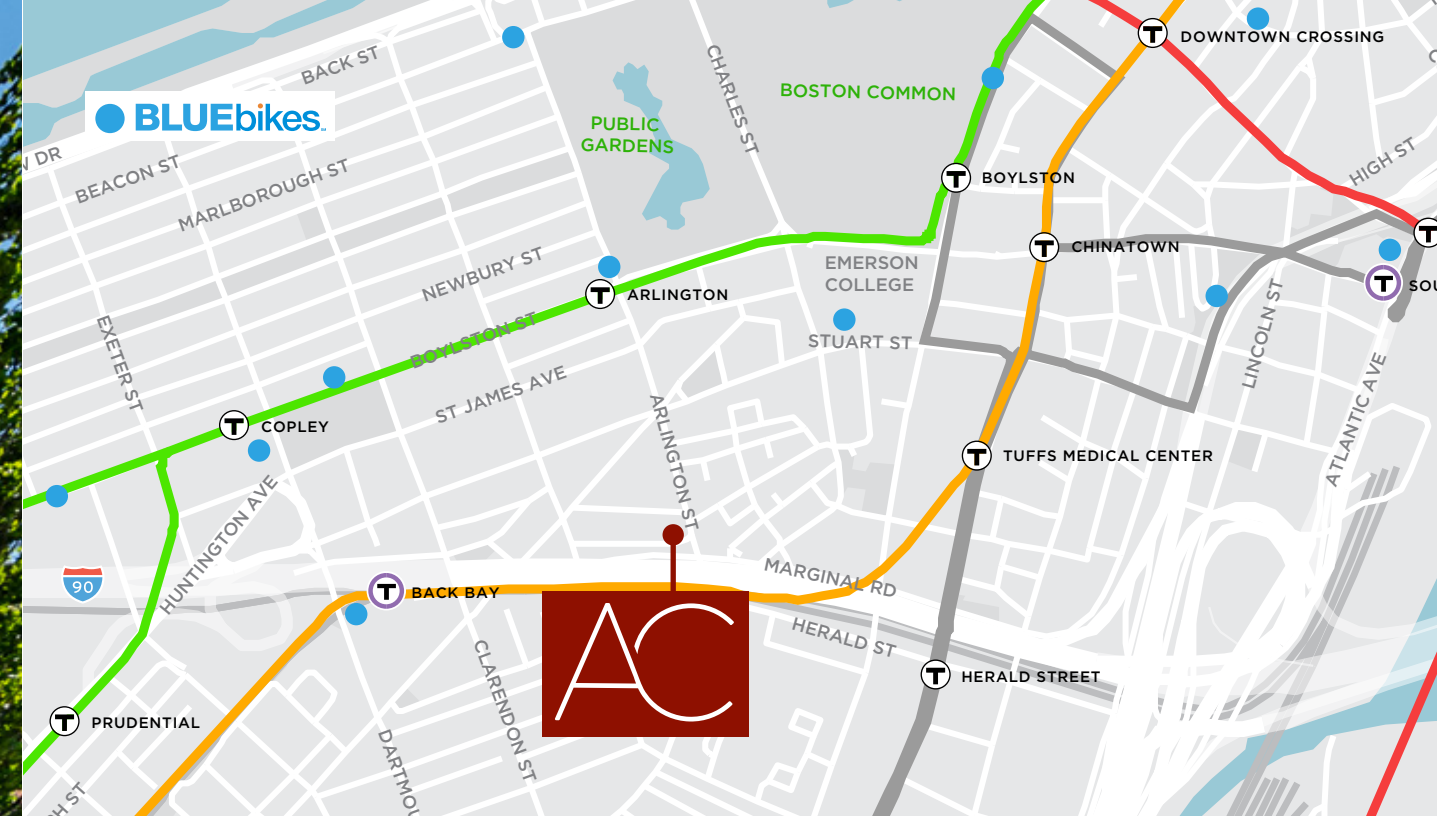 DOWNTOWN CROSSING
BACK ST
CHARLES ST
BOSTON COMMON
BLUEbikes
PUBLIC
GARDENS
BEACON ST
MARLBOROUGH ST
HIGH ST
T BOYLSTON
T CHINATOWN
NEWBURY ST
EMERSON
COLLEGE
T ARLINGTON
T SOU
LINCOLN ST
EXETER ST
BOYLSTON ST
STUART ST
ST JAMES AVE
ATLANTIC AVE
T COPLEY
ARLINGTON ST
T TUFFS MEDICAL CENTER
HUNTINGTON AVE
90
T BACK BAY
MARGINAL RD
AC
HERALD ST
T HERALD STREET
CLARENDON ST
T PRUDENTIAL
DARTMOU